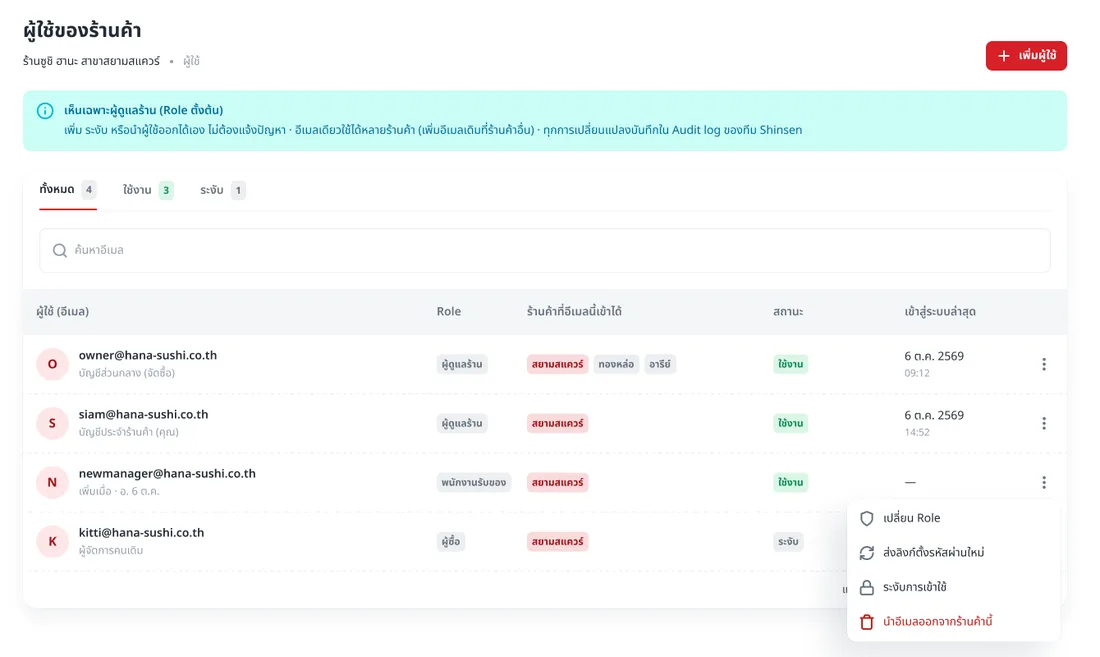 ผู้ใช้ของร้านค้า
ร้านซูชิ ฮานะ สาขาสยามสแควร์ • ผู้ใช้
เพิ่มผู้ใช้
เห็นเฉพาะผู้ดูแลร้าน (Role ตั้งต้น)
เพิ่ม ระงับ หรือนำผู้ใช้ออกได้เอง ไม่ต้องแจ้งปัญหา · อีเมลเดียวใช้ได้หลายร้านค้า (เพิ่มอีเมลเดิมที่ร้านค้าอื่น) · ทุกการเปลี่ยนแปลงบันทึกใน Audit log ของทีม Shinsen
ทั้งหมด 4 ใช้งาน 3 ระงับ 1
ค้นหาอีเมล
ผู้ใช้ (อีเมล) Role ร้านค้าที่อีเมลนี้เข้าได้ สถานะ เข้าสู่ระบบล่าสุด
O owner@hana-sushi.co.th ผู้ดูแลร้าน สยามสแควร์ ทองหล่อ อารีย์ ใช้งาน 6 ต.ค. 2569
บัญชีส่วนกลาง (จัดซื้อ) 09:12
S siam@hana-sushi.co.th ผู้ดูแลร้าน สยามสแควร์ ใช้งาน 6 ต.ค. 2569
บัญชีประจำร้านค้า (คุณ) 14:52
N newmanager@hana-sushi.co.th พนักงานรับของ สยามสแควร์ ใช้งาน —
เพิ่มเมื่อ · อ. 6 ต.ค.
K kitti@hana-sushi.co.th ผู้ซื้อ สยามสแควร์ ระงับ
ผู้จัดการคนเดิม
เปลี่ยน Role
ส่งลิงก์ตั้งรหัสผ่านใหม่
ระงับการเข้าใช้
นำอีเมลออกจากร้านค้านี้